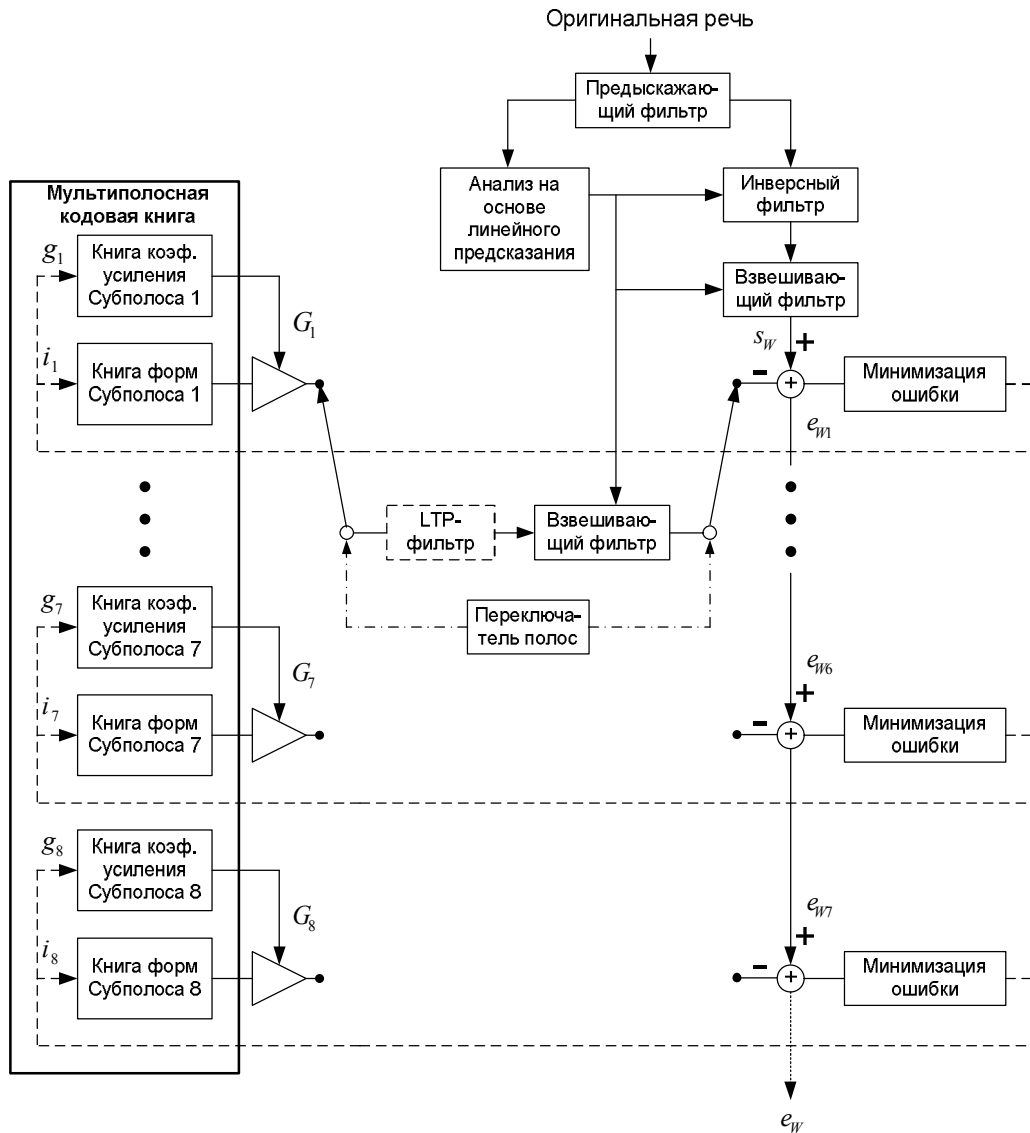 Оригинальная речь
Предыскажаю-
щий фильтр
Анализ на
основе
линейного
предсказания
Инверсный
фильтр
Взвешиваю-
щий фильтр
Мультиполосная
кодовая книга
g1
Книга коэф.
усиления
Субполоса 1
G1
i1
Книга форм
Субполоса 1
sW
+
–
+
Минимизация
ошибки
eW1
LTP-
фильтр
Взвешиваю-
щий фильтр
Переключа-
тель полос
g7
Книга коэф.
усиления
Субполоса 7
G7
i7
Книга форм
Субполоса 7
eW6
+
–
+
Минимизация
ошибки
g8
Книга коэф.
усиления
Субполоса 8
G8
i8
Книга форм
Субполоса 8
eW7
+
–
+
Минимизация
ошибки
eW